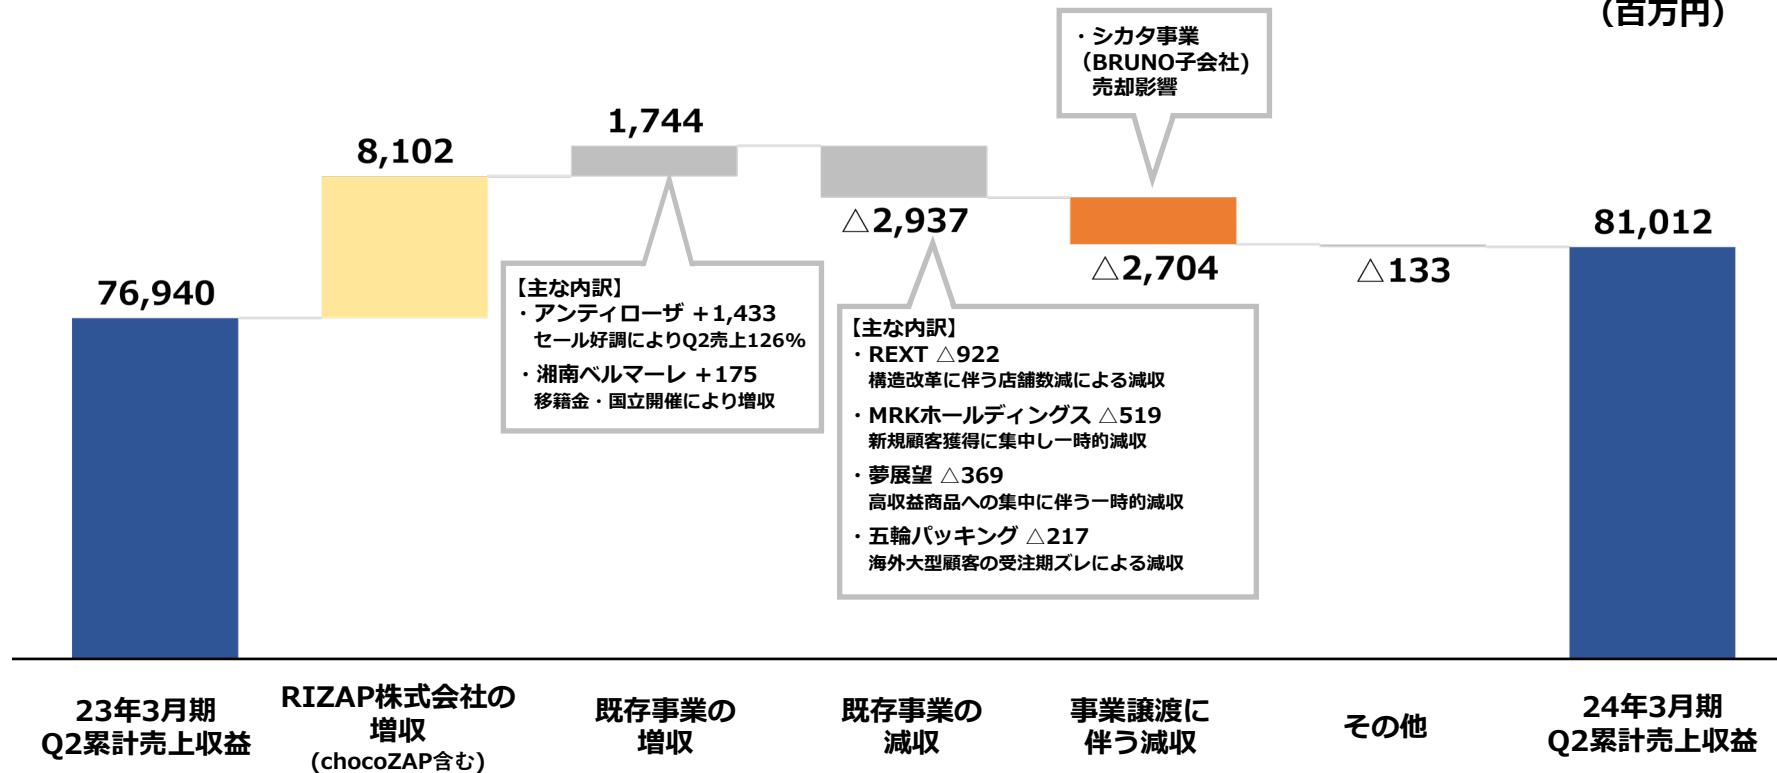 （百万円）
・シカタ事業
（BRUNO子会社)
売却影響
1,744
8,102
△2,937
81,012
△2,704
△133
76,940
【主な内訳】
・アンティローザ +1,433
セール好調によりQ2売上126%
・湘南ベルマーレ +175
移籍金・国立開催により増収
【主な内訳】
・REXT △922
構造改革に伴う店舗数減による減収
・MRKホールディングス △519
新規顧客獲得に集中し一時的減収
・夢展望 △369
高収益商品への集中に伴う一時的減収
・五輪パッキング △217
海外大型顧客の受注期ズレによる減収
23年3月期
Q2累計売上収益
RIZAP株式会社の
増収
(chocoZAP含む)
既存事業の
増収
既存事業の
減収
事業譲渡に
伴う減収
その他
24年3月期
Q2累計売上収益